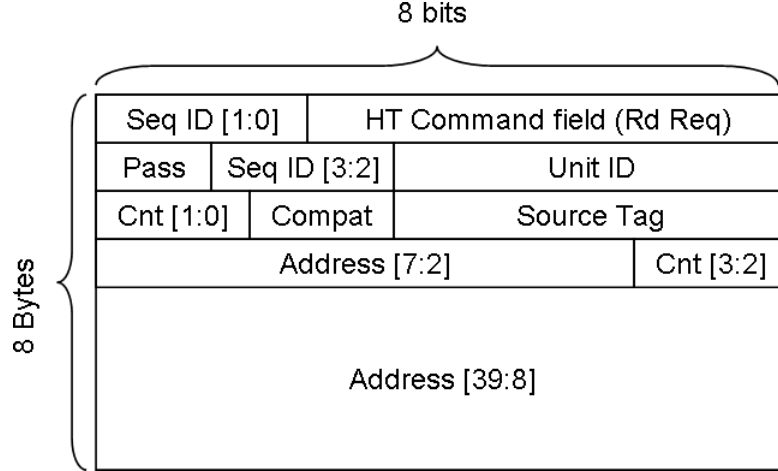 8 bits
8 Bytes
Seq ID [1:0] HT Command field (Rd Req)
Pass Seq ID [3:2] Unit ID
Cnt [1:0] Compat Source Tag
Address [7:2] Cnt [3:2]
Address [39:8]